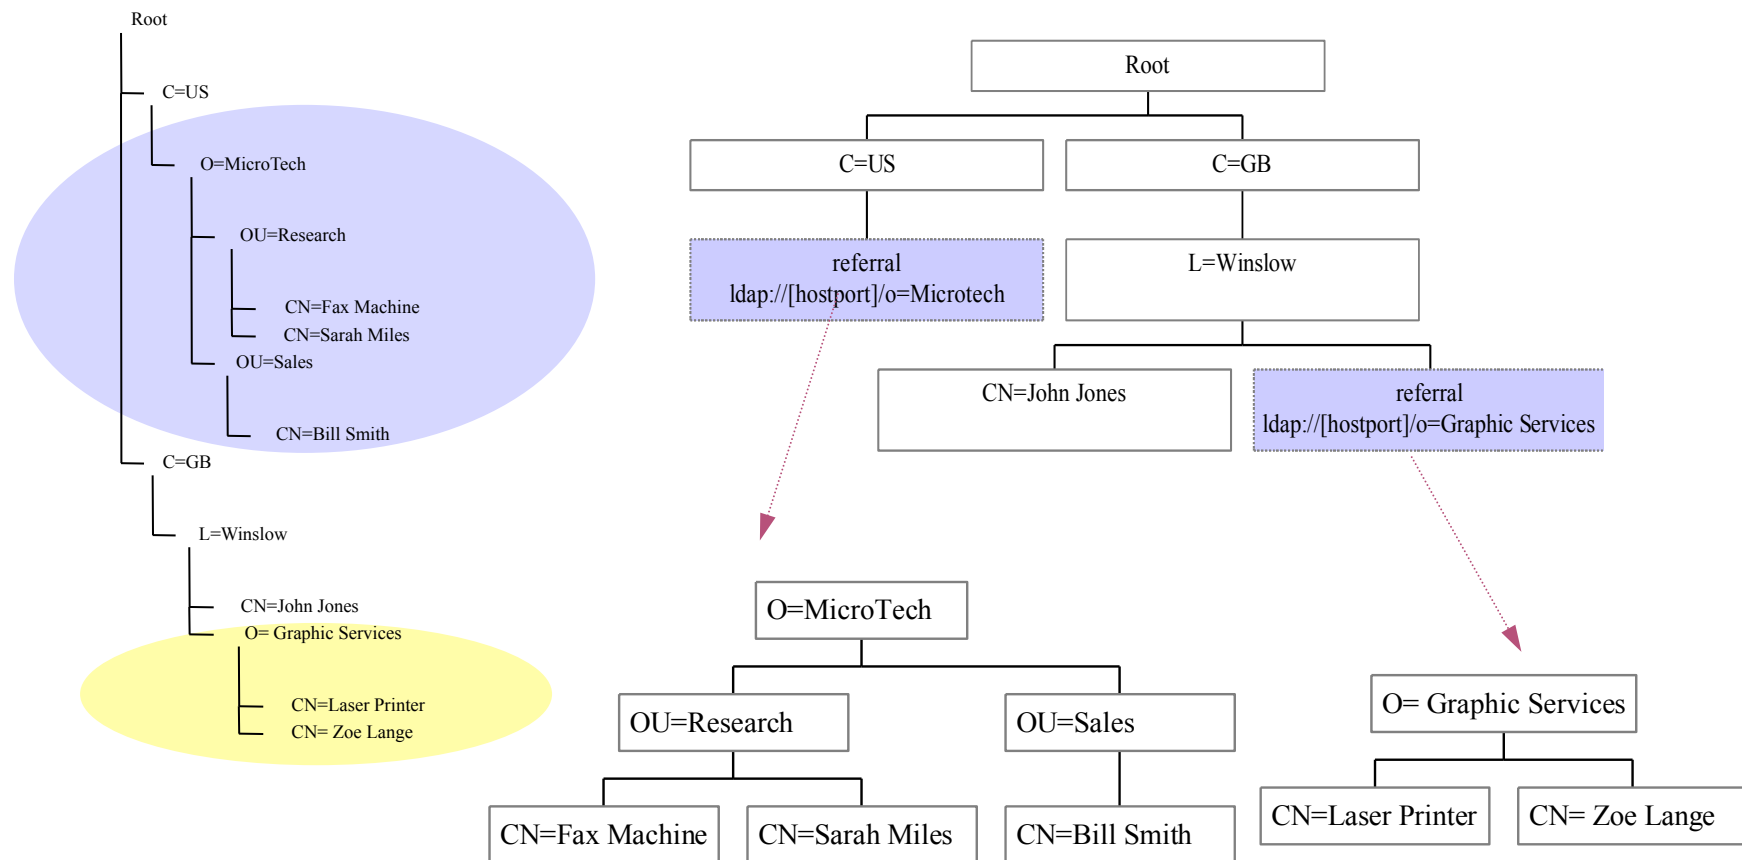 Root
C=US
O=MicroTech
OU=Research
CN=Fax Machine
CN=Sarah Miles
OU=Sales
CN=Bill Smith
C=GB
L=Winslow
CN=John Jones
O= Graphic Services
CN=Laser Printer
CN= Zoe Lange
Root
C=US
C=GB
referral
ldap://[hostport]/o=Microtech
L=Winslow
CN=John Jones
referral
ldap://[hostport]/o=Graphic Services
O=MicroTech
OU=Research
OU=Sales
CN=Fax Machine
CN=Sarah Miles
CN=Bill Smith
O= Graphic Services
CN=Laser Printer
CN= Zoe Lange